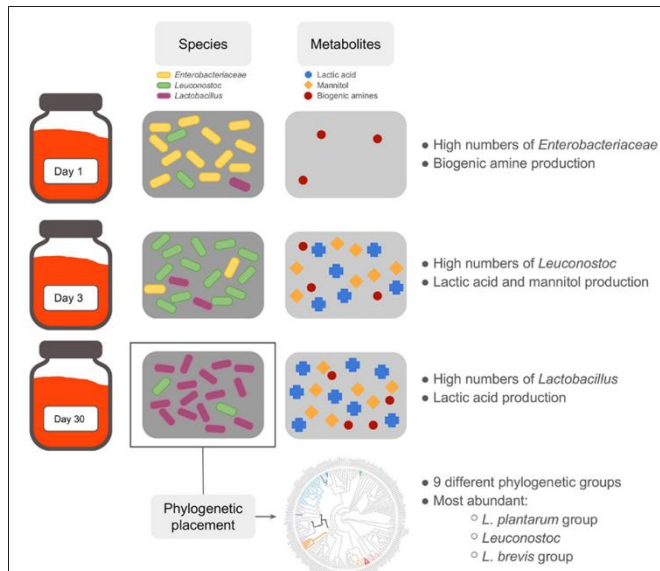 Species
Metabolites
Enterobacteriaceae
Leuconostoc
Lactobacillus
Lactic acid
Mannitol
Biogenic amines
Day 1
● High numbers of Enterobacteriaceae
● Biogenic amine production
Day 3
● High numbers of Leuconostoc
● Lactic acid and mannitol production
Day 30
● High numbers of Lactobacillus
● Lactic acid production
Phylogenetic
placement
● 9 different phylogenetic groups
● Most abundant:
○ L. plantarum group
○ Leuconostoc
○ L. brevis group